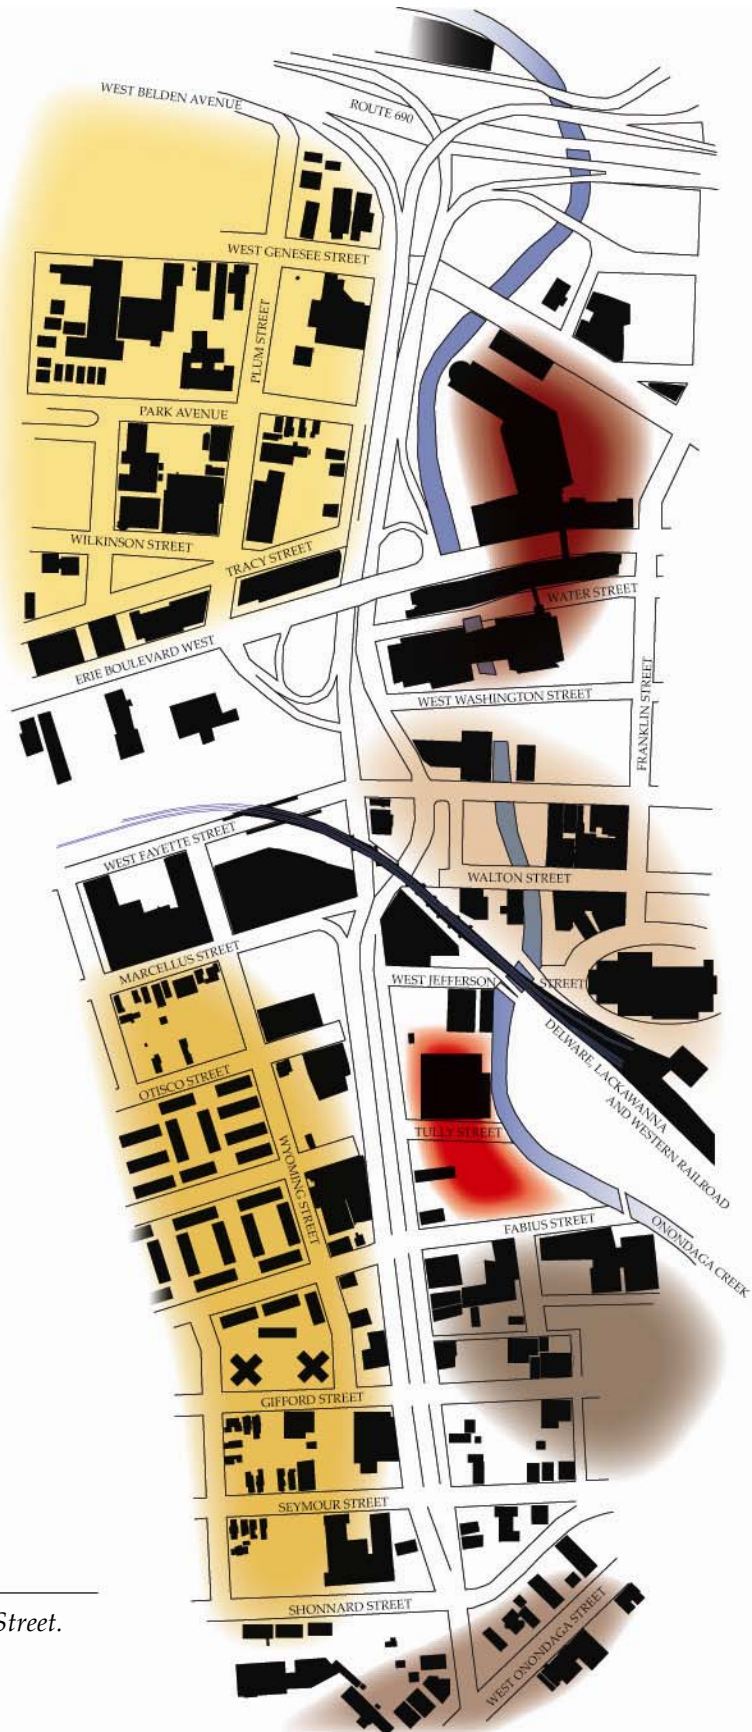 WEST BELDEN AVENUE
ROUTE 690
WEST GENESEE STREET
PLUM STREET
PARK AVENUE
WILKINSON STREET
TRACY STREET
ERIE BOULEVARD WEST
WATER STREET
WEST WASHINGTON STREET
FRANKLIN STREET
WEST FAYETTE STREET
WALTON STREET
MARCELLUS STREET
WEST JEFFERSON STREET
DELWARE, LACKAWANNA
AND WESTERN RAILROAD
OTISCO STREET
TULLY STREET
WYOMING STREET
FABIUS STREET
ONONDAGA CREEK
GIFFORD STREET
SEYMOUR STREET
SHONNARD STREET
Street.
WEST ONONDAGA STREET